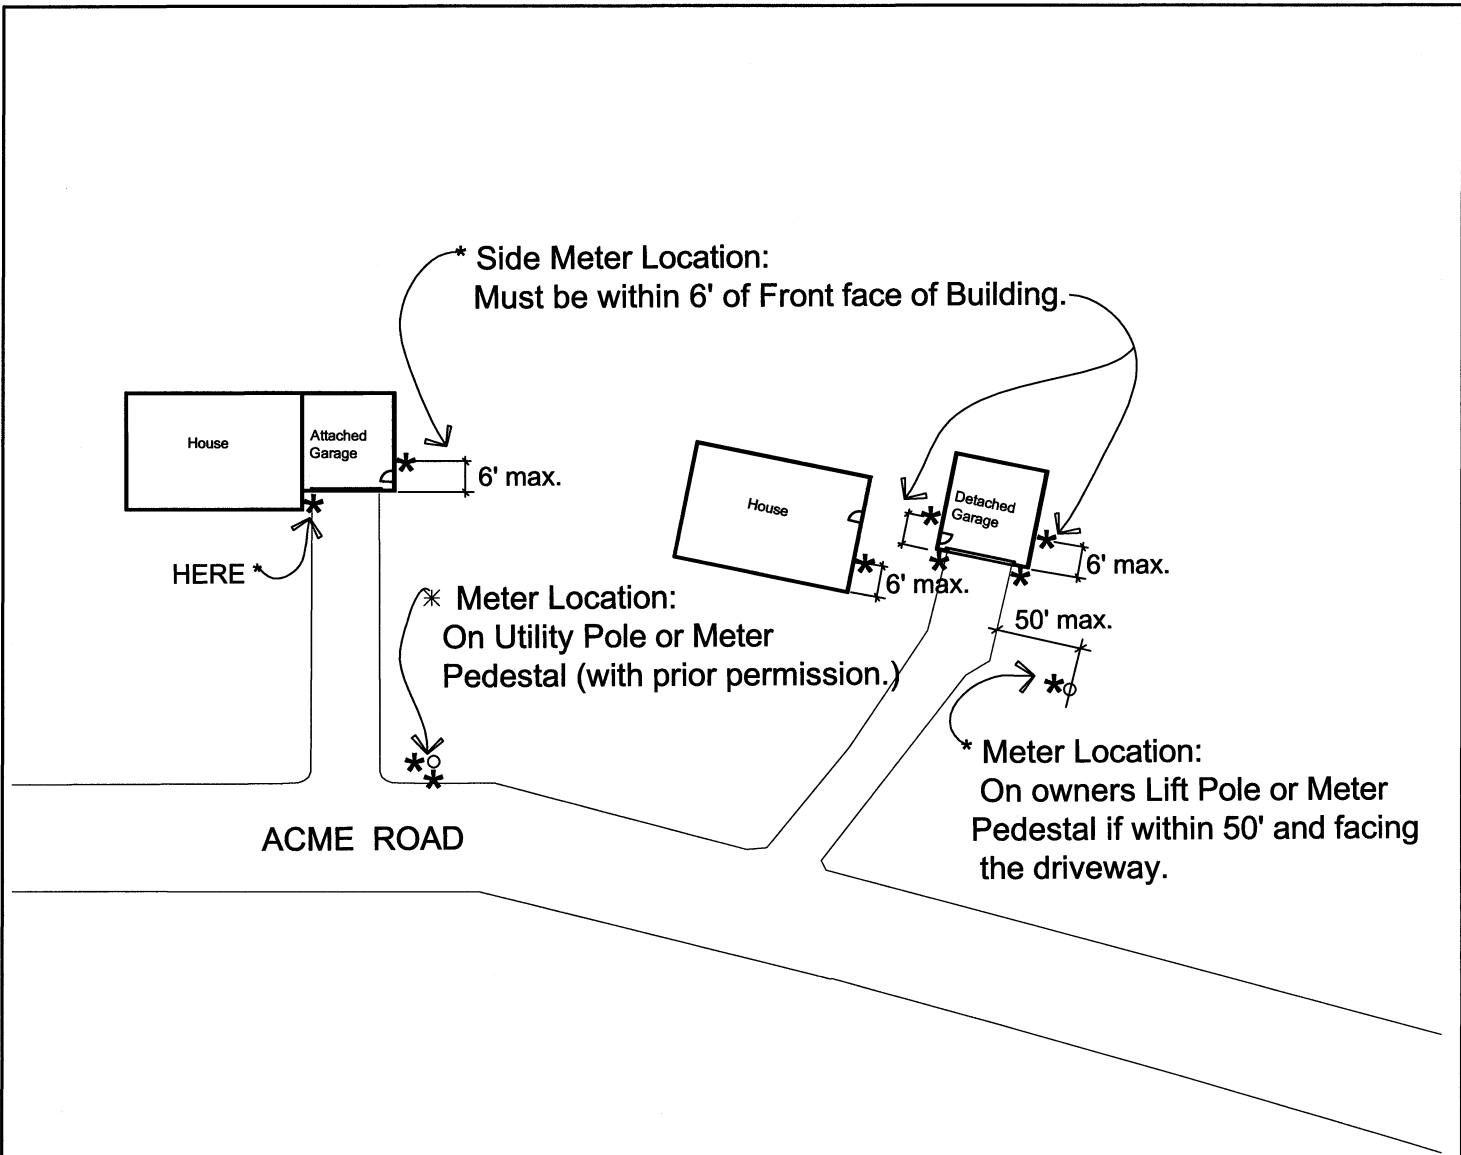 * Side Meter Location:
Must be within 6' of Front face of Building.
House
Attached
Garage
6' max.
HERE *
House
Detached
Garage
6' max.
6' max.
50' max.
* Meter Location:
On Utility Pole or Meter
Pedestal (with prior permission.)
* Meter Location:
On owners Lift Pole or Meter
Pedestal if within 50' and facing
the driveway.
ACME ROAD